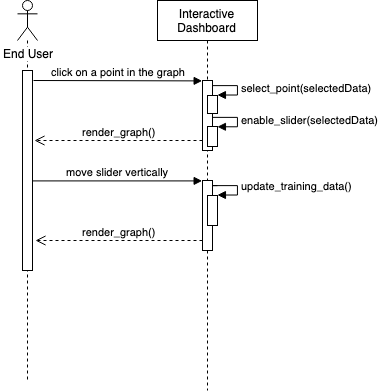 Interactive
Dashboard
End User
click on a point in the graph
select_point(selectedData)
enable_slider(selectedData)
render_graph()
move slider vertically
update_training_data()
render_graph()